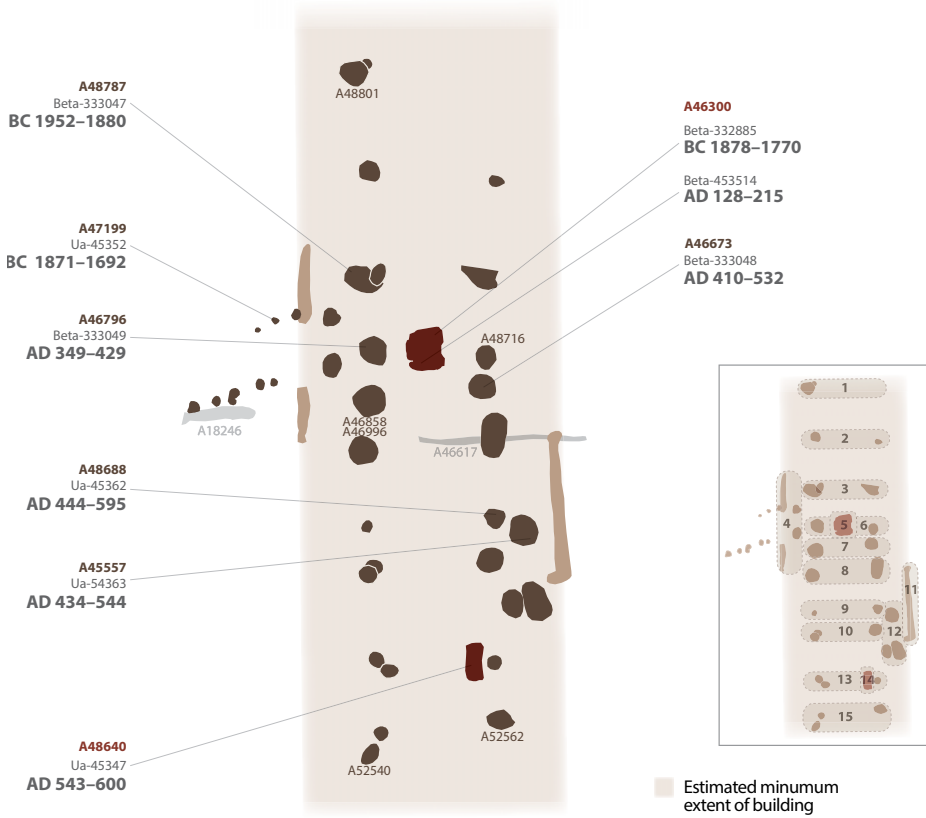 A48801
A48787
Beta-333047
BC 1952–1880
A47199
Ua-45352
BC 1871–1692
A46796
Beta-333049
AD 349–429
A18246
A48688
Ua-45362
AD 444–595
A45557
Ua-54363
AD 434–544
A48640
Ua-45347
AD 543–600
A48716
A46858
A46996
A46617
A52562
A52540
A46300
Beta-332885
BC 1878–1770
Beta-453514
AD 128–215
A46673
Beta-333048
AD 410–532
1
2
3
4
5
6
7
8
11
9
10
12
13
14
15
Estimated minumum
extent of building